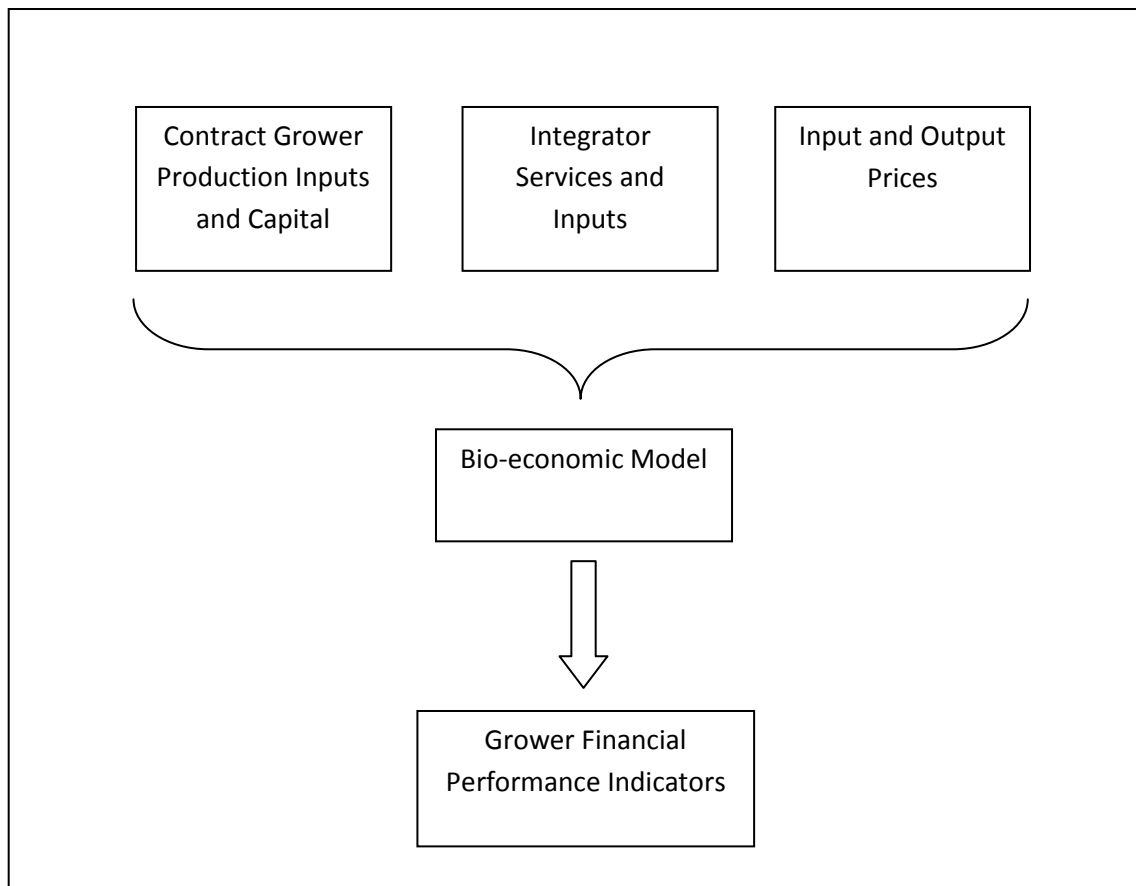 Contract Grower
Production Inputs
and Capital
Integrator
Services and
Inputs
Input and Output
Prices
Bio-economic Model
Grower Financial
Performance Indicators